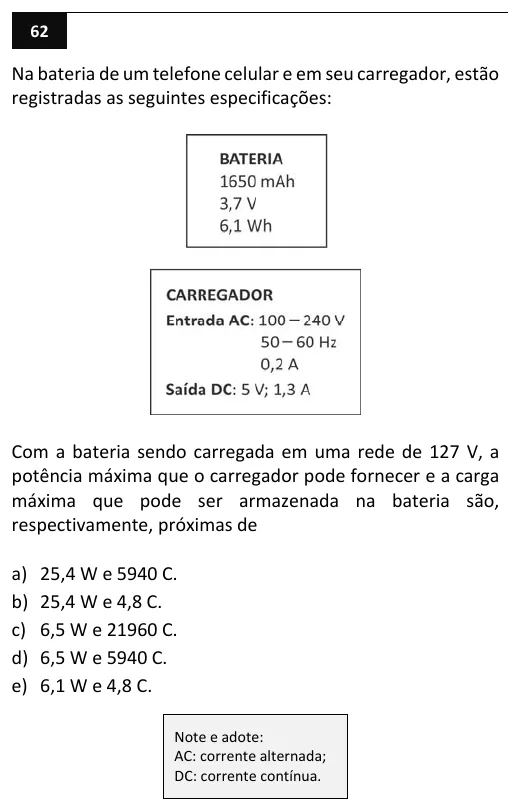 62
Na bateria de um telefone celular e em seu carregador, estão
registradas as seguintes especificações:
BATERIA
1650 mAh
3,7 V
6,1 Wh
CARREGADOR
Entrada AC: 100 – 240 V
50 – 60 Hz
0,2 A
Saída DC: 5 V; 1,3 A
Com a bateria sendo carregada em uma rede de 127 V, a
potência máxima que o carregador pode fornecer e a carga
máxima que pode ser armazenada na bateria são,
respectivamente, próximas de
a) 25,4 W e 5940 C.
b) 25,4 W e 4,8 C.
c) 6,5 W e 21960 C.
d) 6,5 W e 5940 C.
e) 6,1 W e 4,8 C.
Note e adote:
AC: corrente alternada;
DC: corrente contínua.